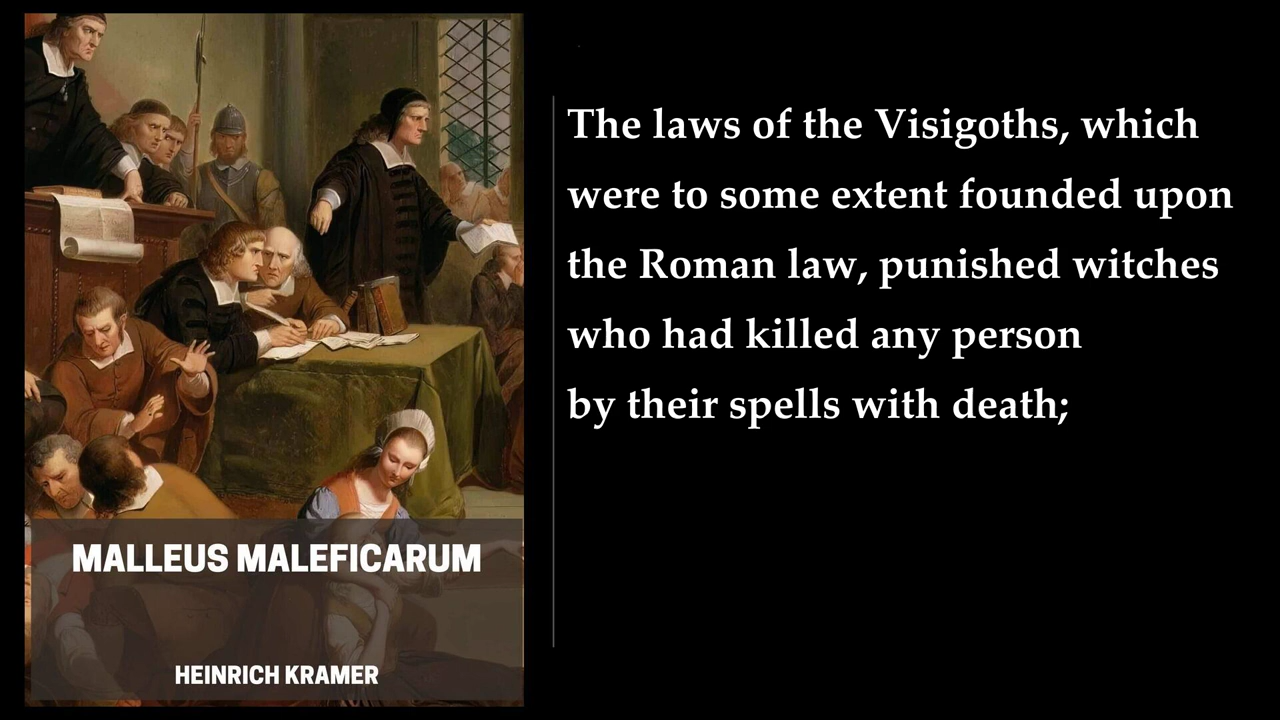 The laws of the Visigoths, which
were to some extent founded upon
the Roman law, punished witches
who had killed any person
by their spells with death;
MALLEUS MALEFICARUM
HEINRICH KRAMER